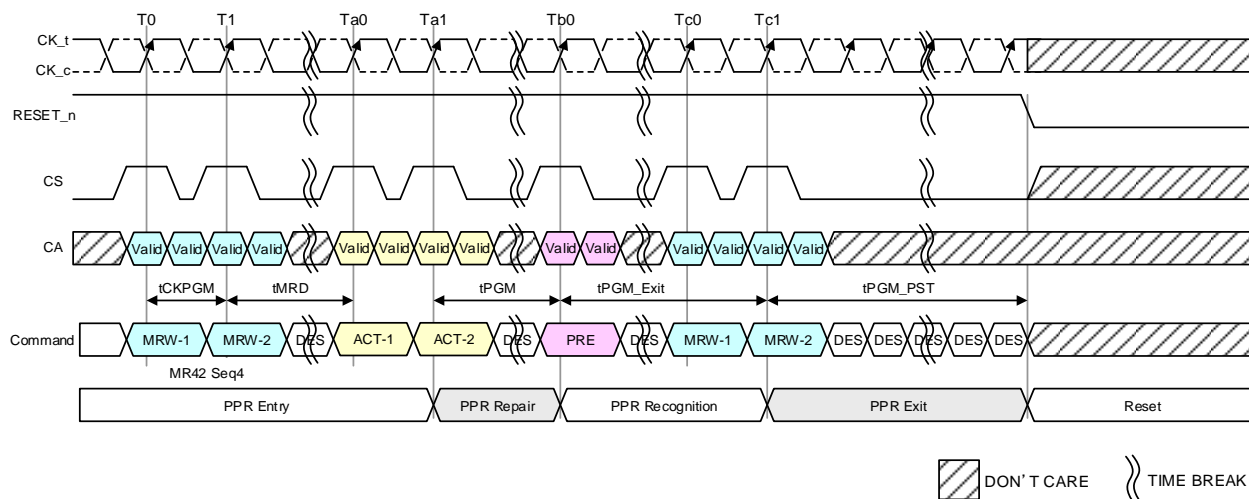 T0 T1 Ta0 Ta1 Tb0 Tc0 Tc1
CK_t
CK_c
RESET_n
CS
CA Valid Valid Valid Valid Valid Valid Valid Valid Valid Valid Valid Valid Valid Valid
tCKPGM tMRD tPGM tPGM_Exit tPGM_PST
Command MRW-1 MRW-2 DES ACT-1 ACT-2 DES PRE DES MRW-1 MRW-2 DES DES DES DES DES
MR42 Seq4
PPR Entry PPR Repair PPR Recognition PPR Exit Reset
DON'T CARE TIME BREAK